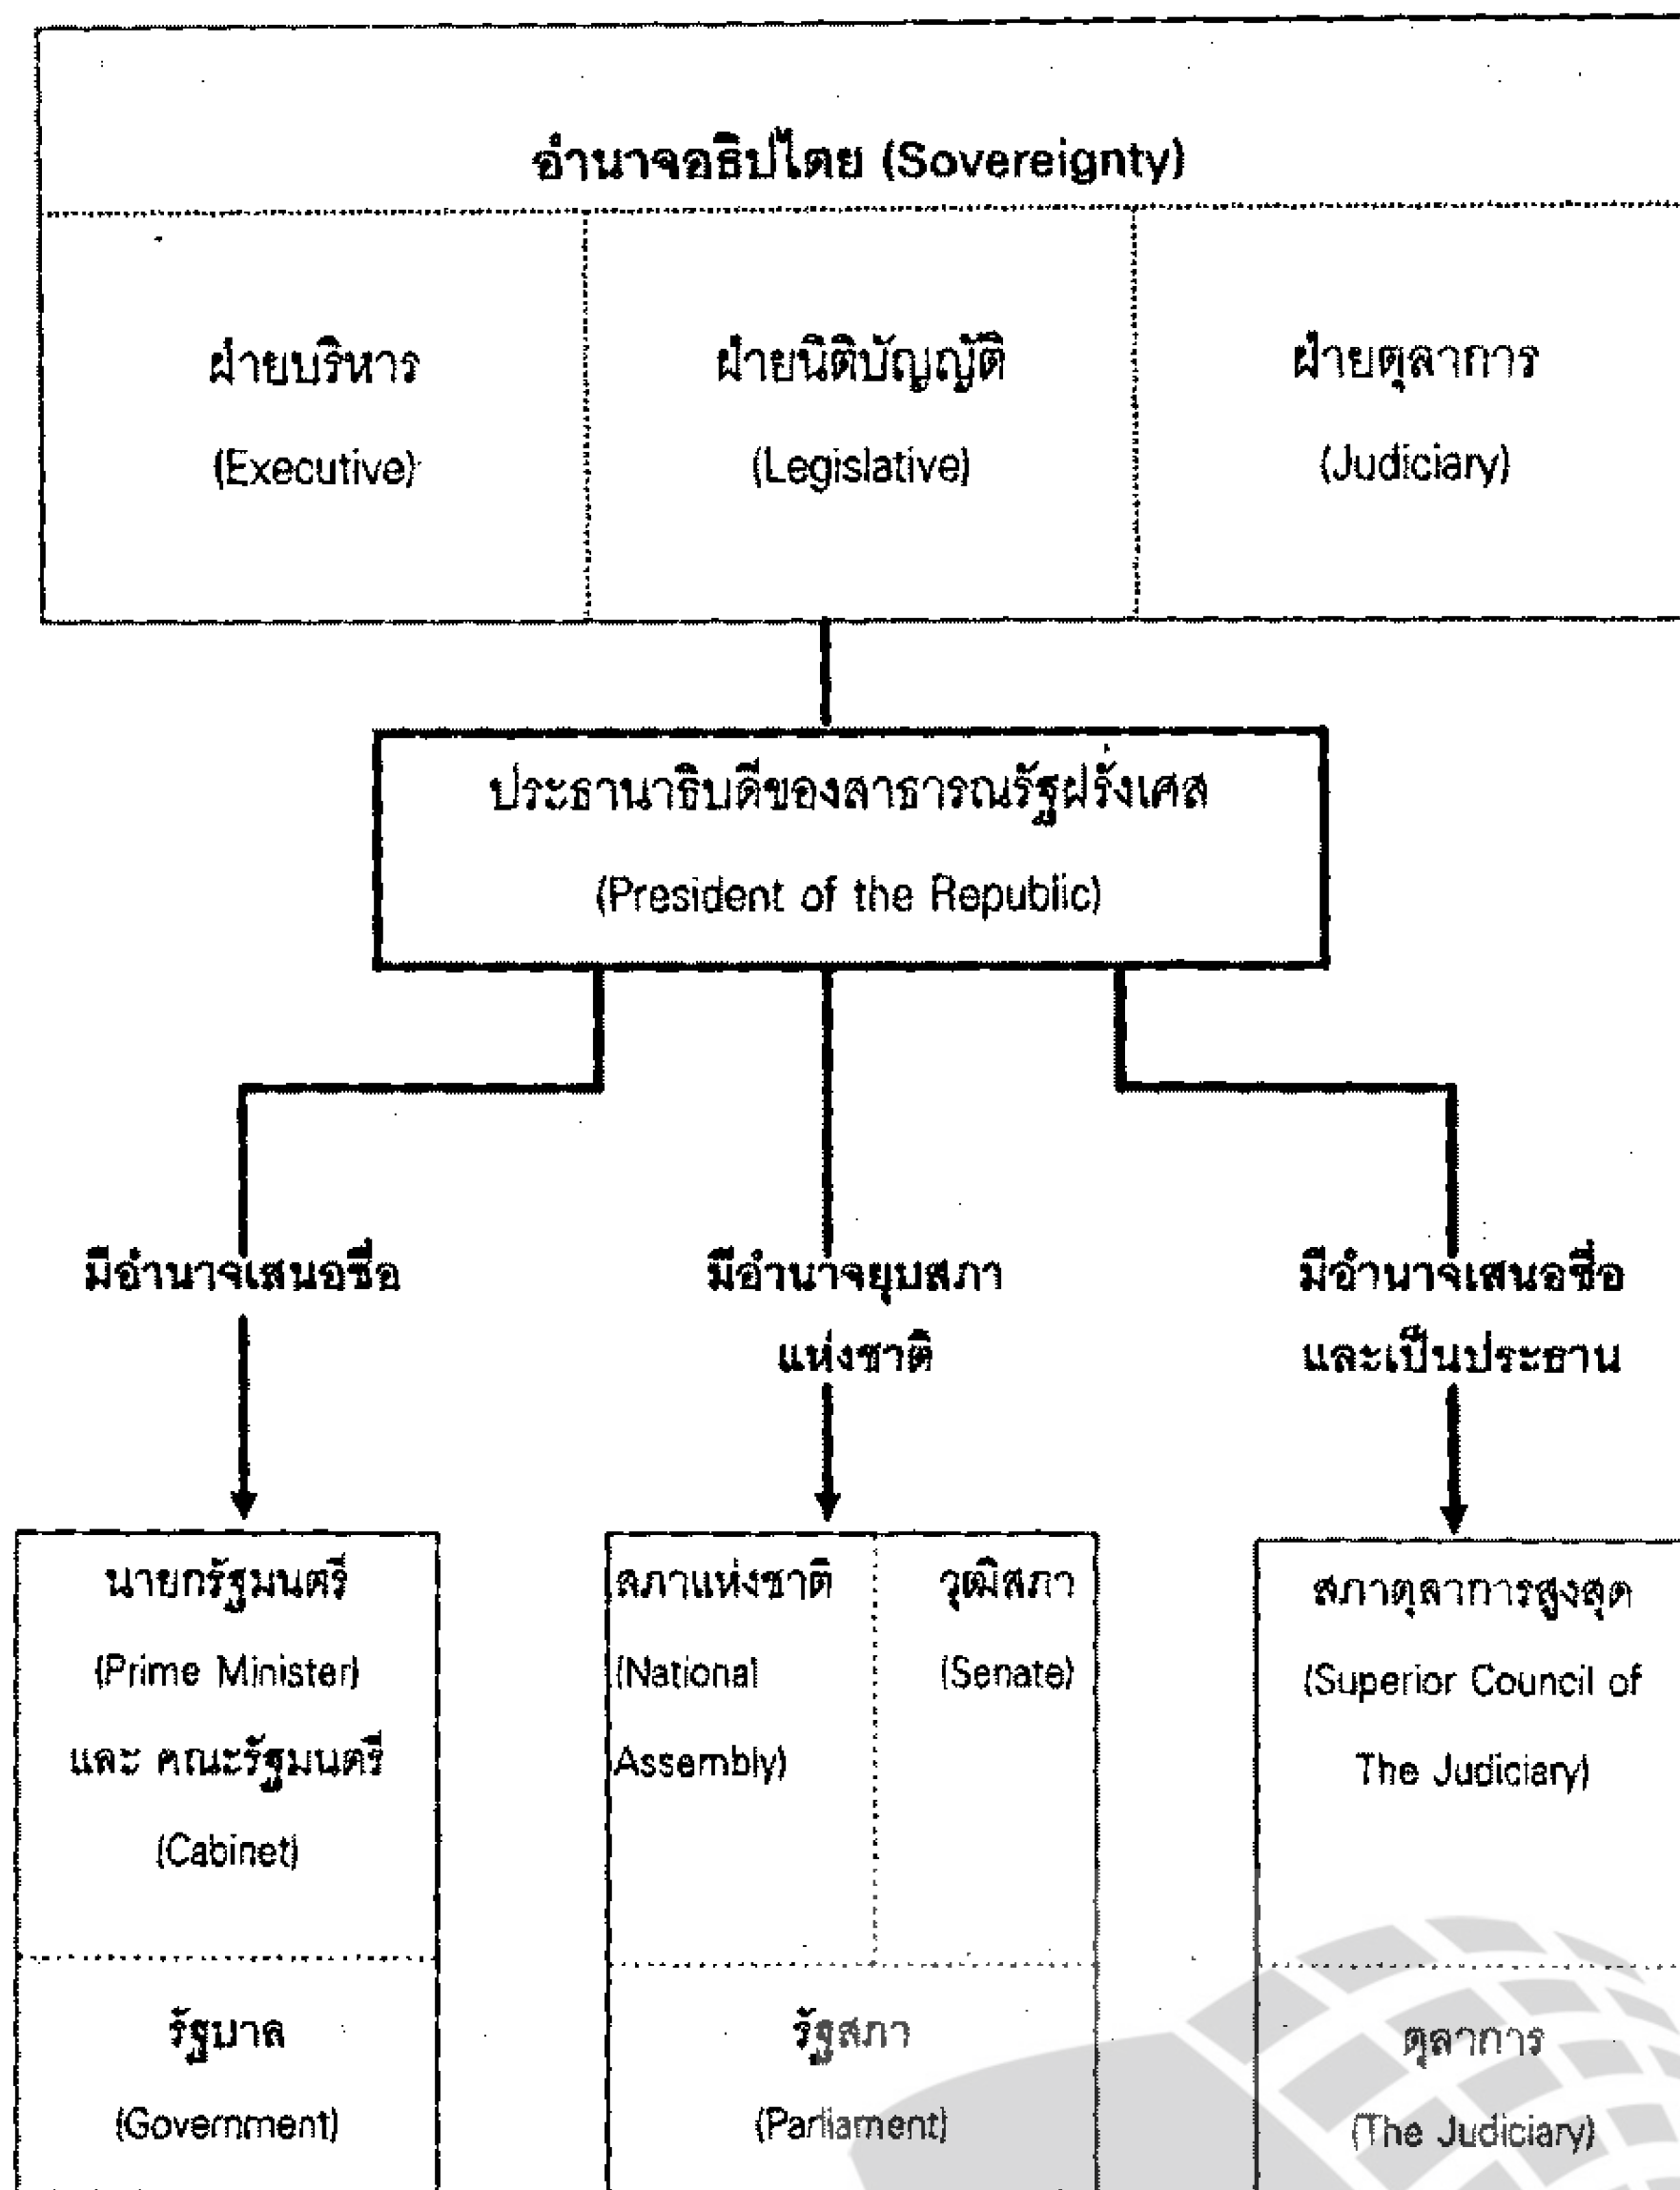 อำนาจอธิปไตย (Sovereignty)
ฝ่ายบริหาร
(Executive)
ฝ่ายนิติบัญญัติ
(Legislative)
ฝ่ายตุลาการ
(Judiciary)
ประธานาธิบดีของสาธารณรัฐฝรั่งเศส
(President of the Republic)
มีอำนาจเสนอชื่อ
มีอำนาจยุบสภา
แห่งชาติ
มีอำนาจเสนอชื่อ
และเป็นประธาน
นายกรัฐมนตรี
(Prime Minister)
และ คณะรัฐมนตรี
(Cabinet)
รัฐบาล
(Government)
สภาแห่งชาติ
(National
Assembly)
วุฒิสภา
(Senate)
รัฐสภา
(Parliament)
สภาตุลาการสูงสุด
(Superior Council of
The Judiciary)
ตุลาการ
(The Judiciary)